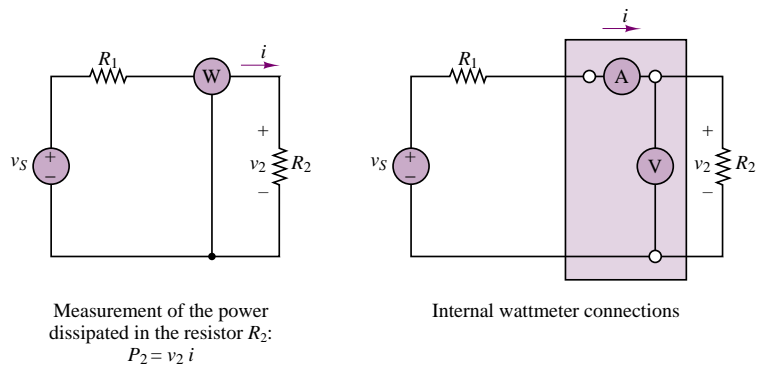 i
R1
W
i
+
v2
R2
–
vS
+
–
Measurement of the power
dissipated in the resistor R2:
P2 = v2 i
R1
A
V
+
v2
R2
–
vS
+
–
Internal wattmeter connections